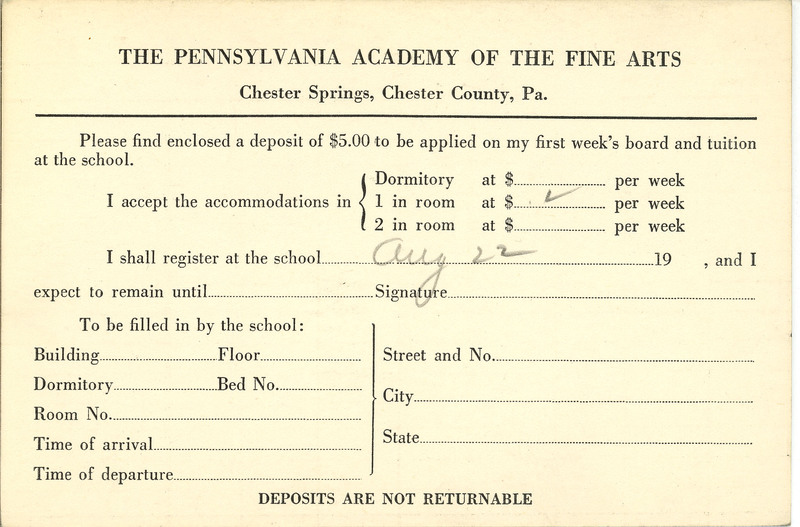 THE PENNSYLVANIA ACADEMY OF THE FINE ARTS
Chester Springs, Chester County, Pa.
Please find enclosed a deposit of $5.00 to be applied on my first week's board and tuition
at the school.
Dormitory at $ per week
I accept the accommodations in { 1 in room at $ ✓ per week
2 in room at $ per week
I shall register at the school Aug 22 19 , and I
expect to remain until Signature
To be filled in by the school:
Building Floor
Dormitory Bed No.
Room No.
Time of arrival
Time of departure
Street and No.
City
State
DEPOSITS ARE NOT RETURNABLE